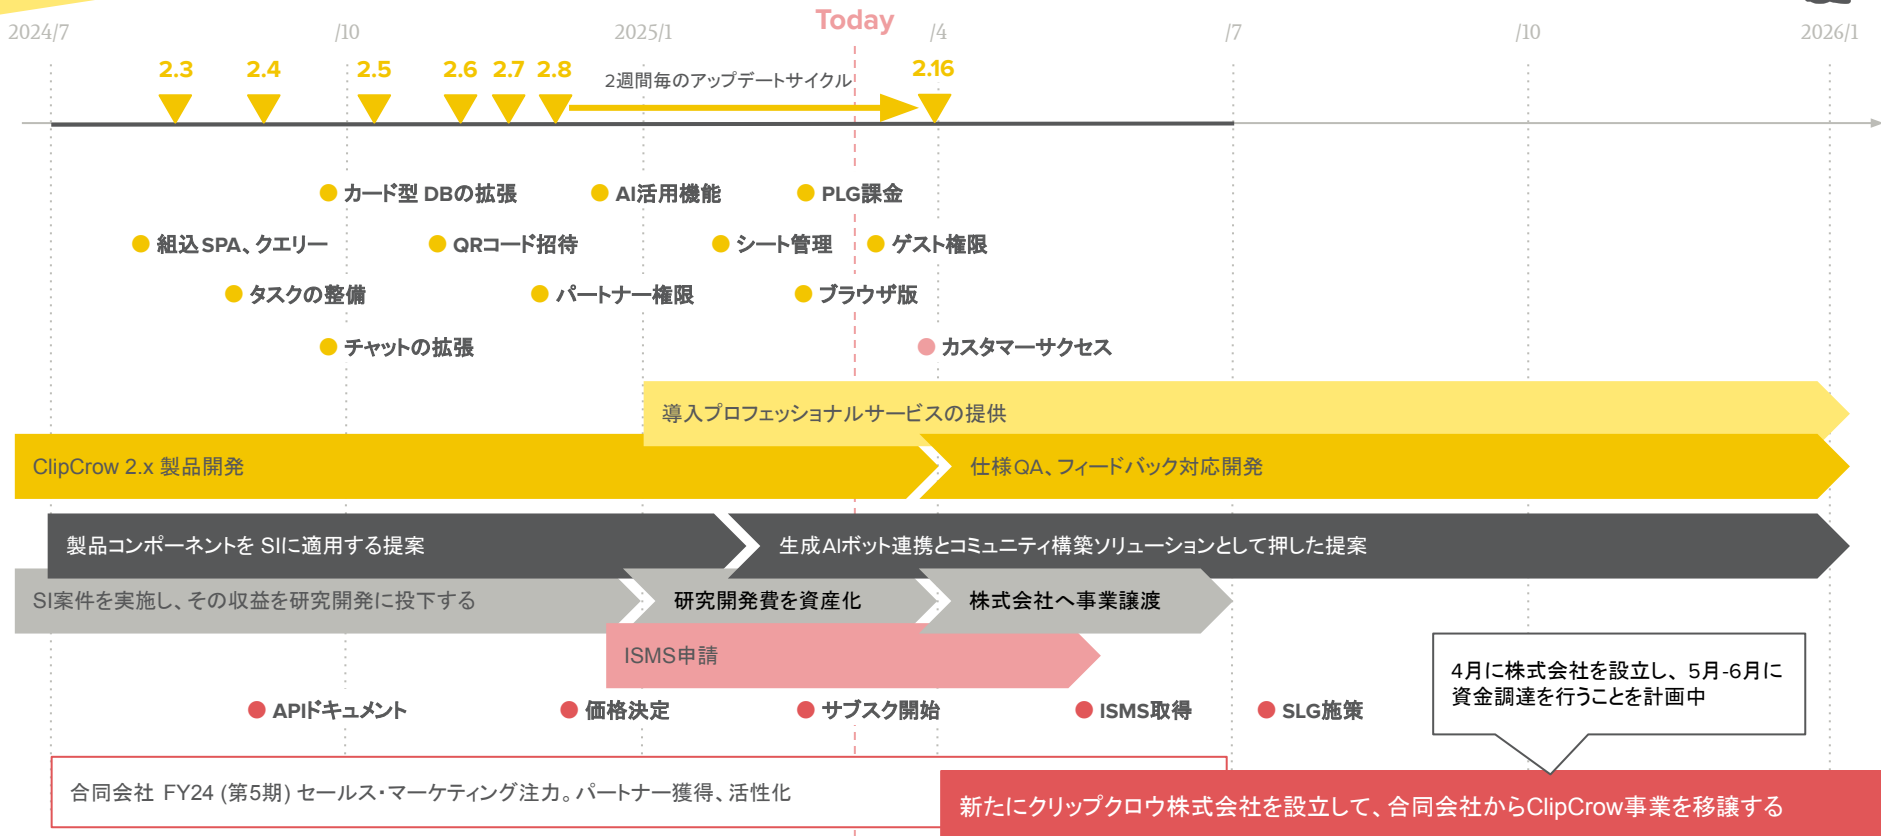 Today
2024/7
/10
2025/1
/4
/7
/10
2026/1
2.3
2.4
2.5
2.6
2.7
2.8
2週間毎のアップデートサイクル
2.16
カード型 DBの拡張
AI活用機能
PLG課金
組込SPA、クエリー
QRコード招待
シート管理
ゲスト権限
タスクの整備
パートナー権限
ブラウザ版
チャットの拡張
カスタマーサクセス
導入プロフェッショナルサービスの提供
ClipCrow 2.x 製品開発
仕様QA、フィードバック対応開発
製品コンポーネントを SIに適用する提案
生成AIボット連携とコミュニティ構築ソリューションとして押した提案
SI案件を実施し、その収益を研究開発に投下する
研究開発費を資産化
株式会社へ事業譲渡
ISMS申請
4月に株式会社を設立し、5月-6月に
資金調達を行うことを計画中
APIドキュメント
価格決定
サブスク開始
ISMS取得
SLG施策
合同会社 FY24 (第5期) セールス・マーケティング注力。パートナー獲得、活性化
新たにクリップクロウ株式会社を設立して、合同会社からClipCrow事業を移譲する